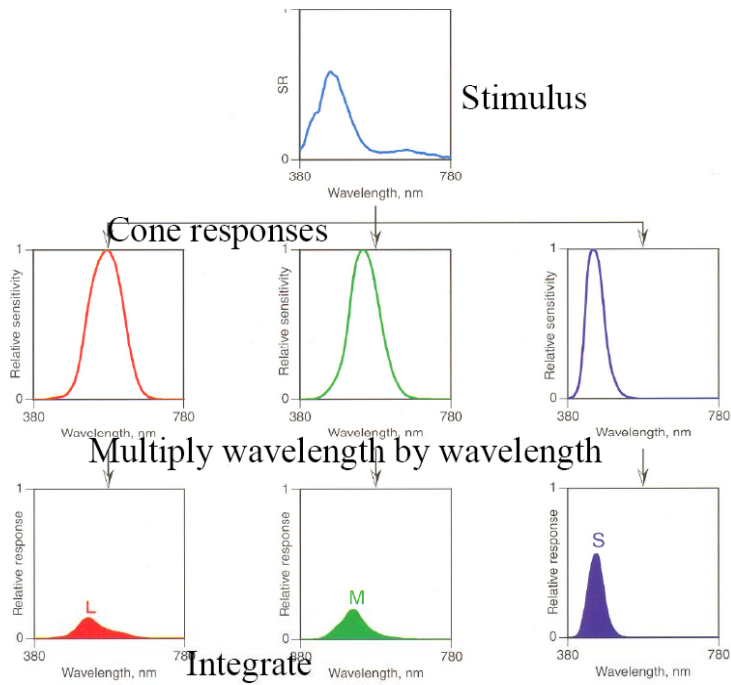 1
SR
Stimulus
0
380
780
Wavelength, nm
Cone responses
1
Relative sensitivity
0
380
780
Wavelength, nm
1
Relative sensitivity
0
380
780
Wavelength, nm
1
Relative sensitivity
0
380
780
Wavelength, nm
Multiply wavelength by wavelength
1
Relative response
L
0
380
780
Wavelength, nm
1
Relative response
M
0
380
780
Wavelength, nm
1
Relative response
S
0
380
780
Wavelength, nm
Integrate